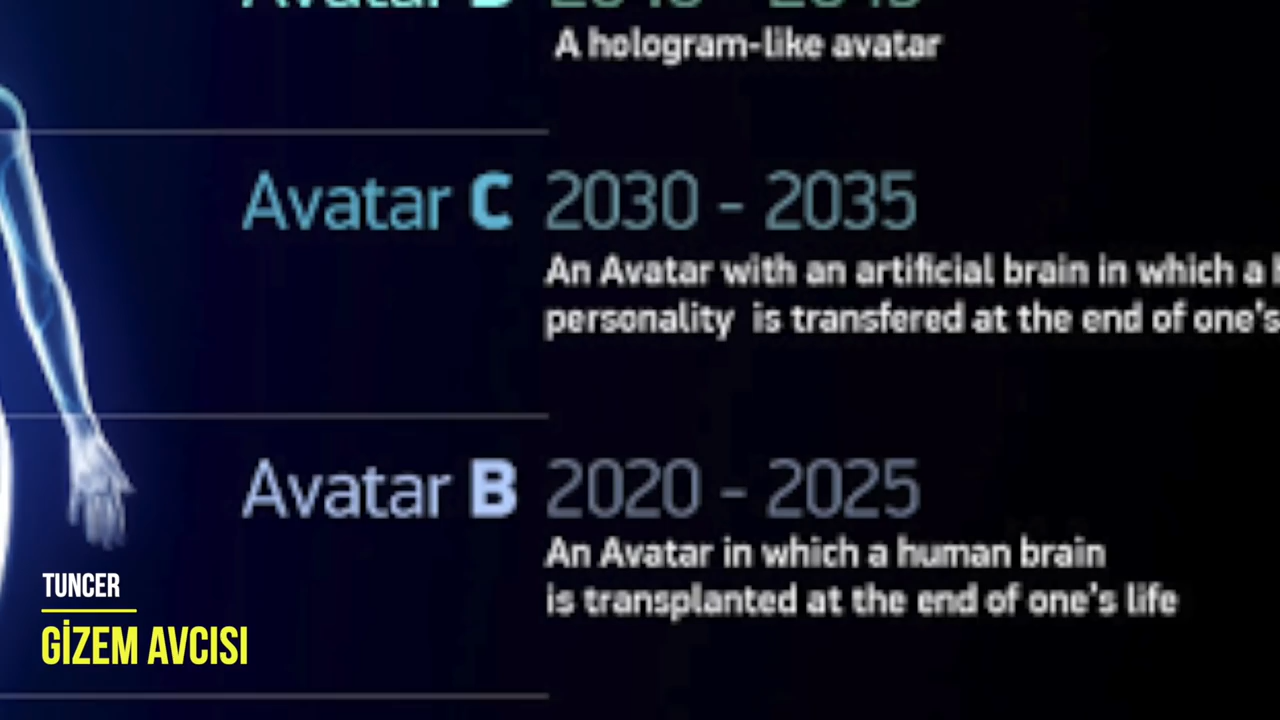 A hologram-like avatar
Avatar C 2030 - 2035
An Avatar with an artificial brain in which a
personality is transfered at the end of one's
Avatar B 2020 - 2025
An Avatar in which a human brain
is transplanted at the end of one's life
TUNCER
GİZEM AVCISI